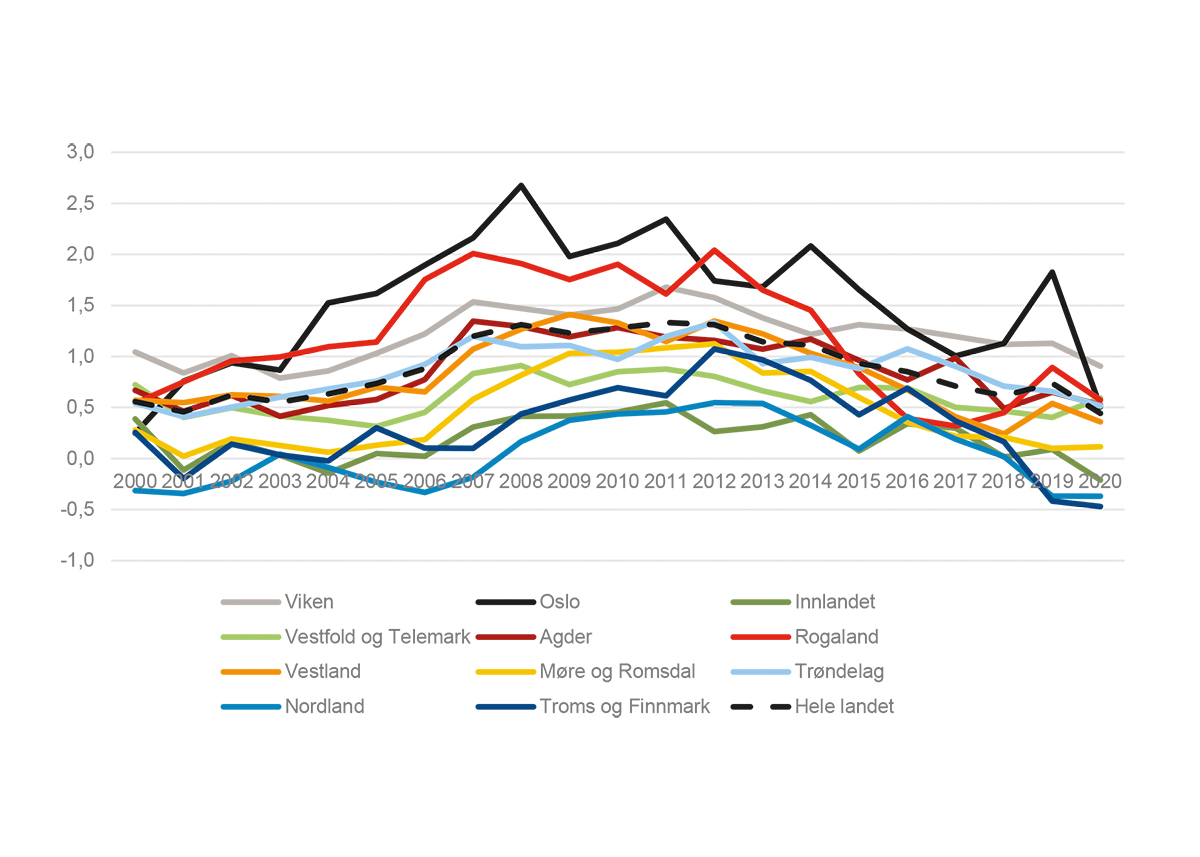 3,0
2,5
2,0
1,5
1,0
0,5
0,0
2000 2001 2002 2003 2004 2005 2006 2007 2008 2009 2010 2011 2012 2013 2014 2015 2016 2017 2018 2019 2020
-0,5
-1,0
Viken Oslo Innlandet
Vestfold og Telemark Agder Rogaland
Vestland Møre og Romsdal Trøndelag
Nordland Troms og Finnmark Hele landet